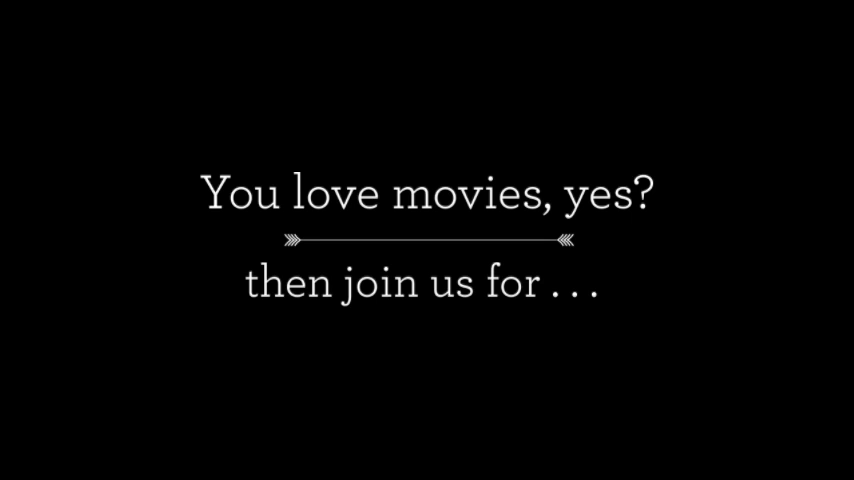 You love movies, yes?
then join us for . . .